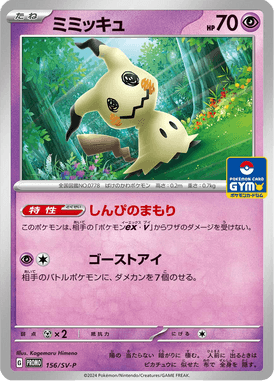 たね
ミミッキュ
HP 70
全国図鑑No.0778 ばけのかわポケモン 高さ:0.2m 重さ:0.7kg
POKÉMON CARD
GYM
ポケモンカードジム
特性 しんぴのまもり
このポケモンは、相手の「ポケモンex・V」からワザのダメージを受けない。
ゴーストアイ
相手のバトルポケモンに、ダメカンを7個のせる。
弱点 ×2 抵抗力 にげる
Illus. Kagemaru Himeno
G PROMO 156/SV-P
©2024 Pokémon/Nintendo/Creatures/GAME FREAK.